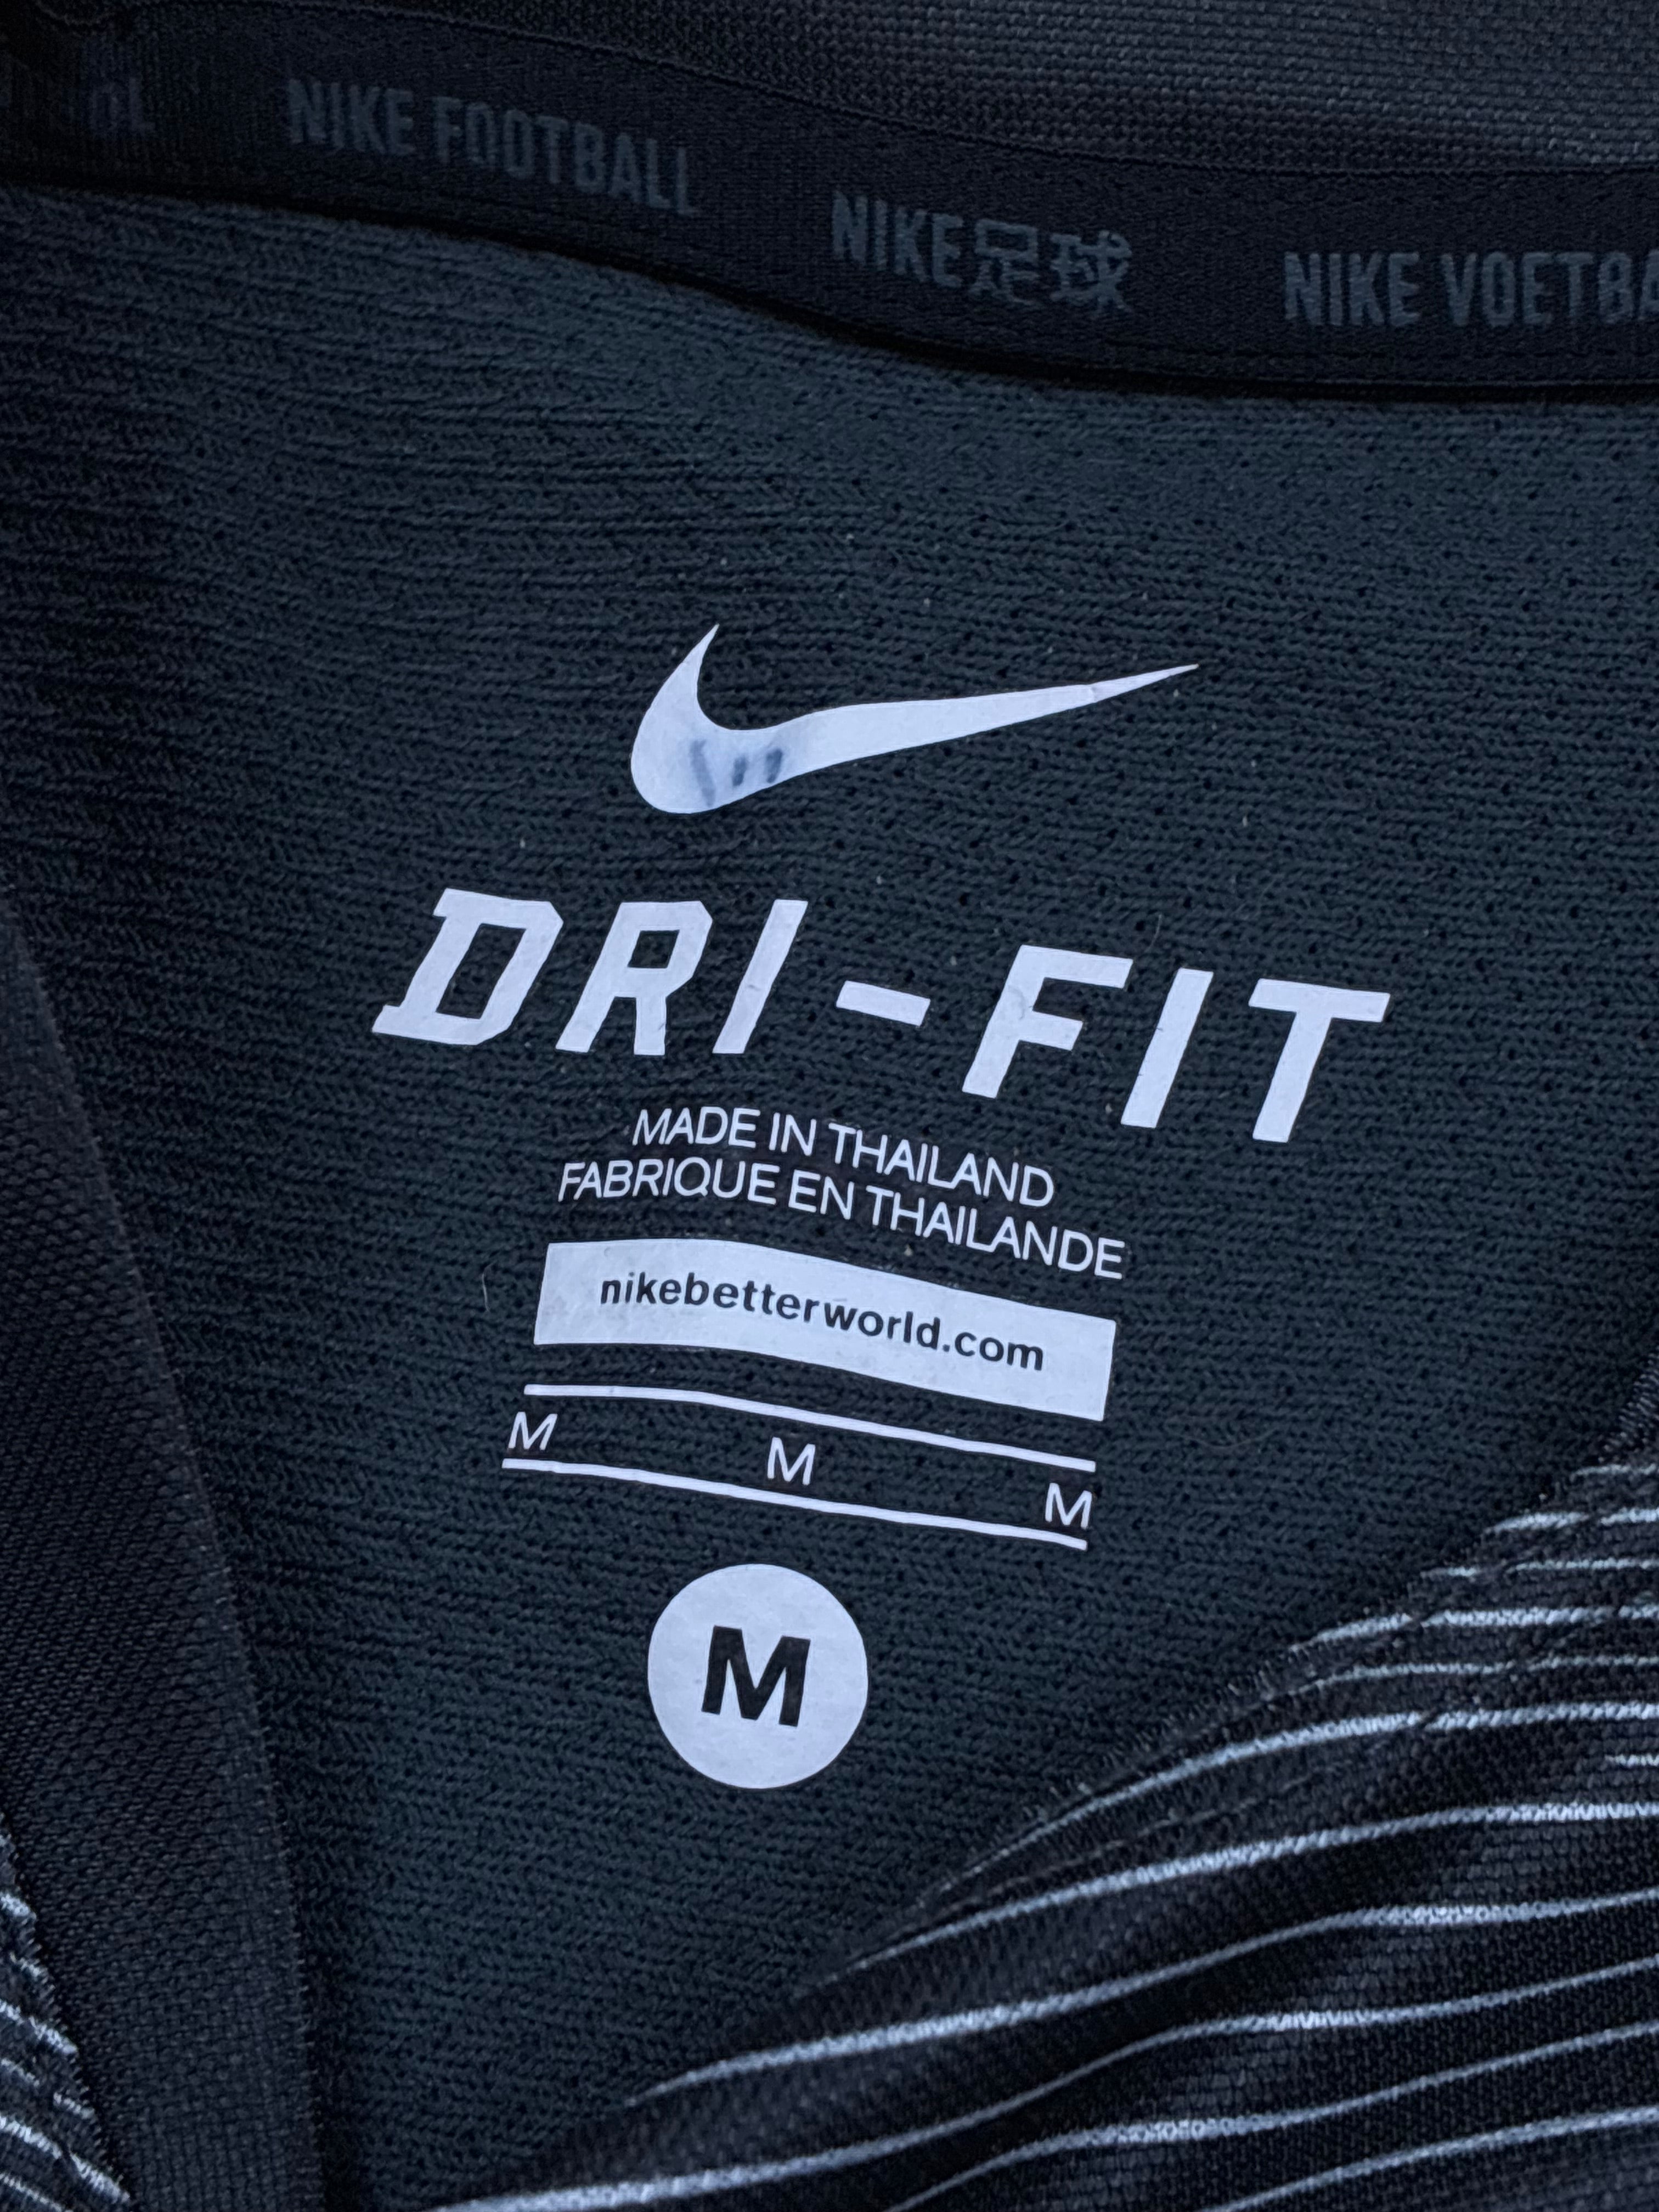 NIKE FOOTBALL NIKE足球 NIKE
DRI-FIT
MADE IN THAILAND
FABRIQUE EN THAILANDE
nikebetterworld.com
M M M
M